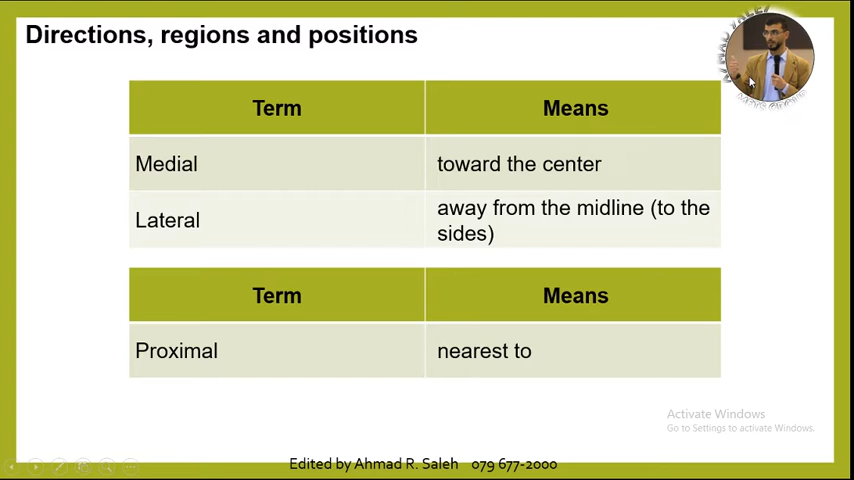 Directions, regions and positions
Term Means
Medial toward the center
Lateral away from the midline (to the
sides)
Term Means
Proximal nearest to
Activate Windows
Go to Settings to activate Windows.
Edited by Ahmad R. Saleh 079 677-2000